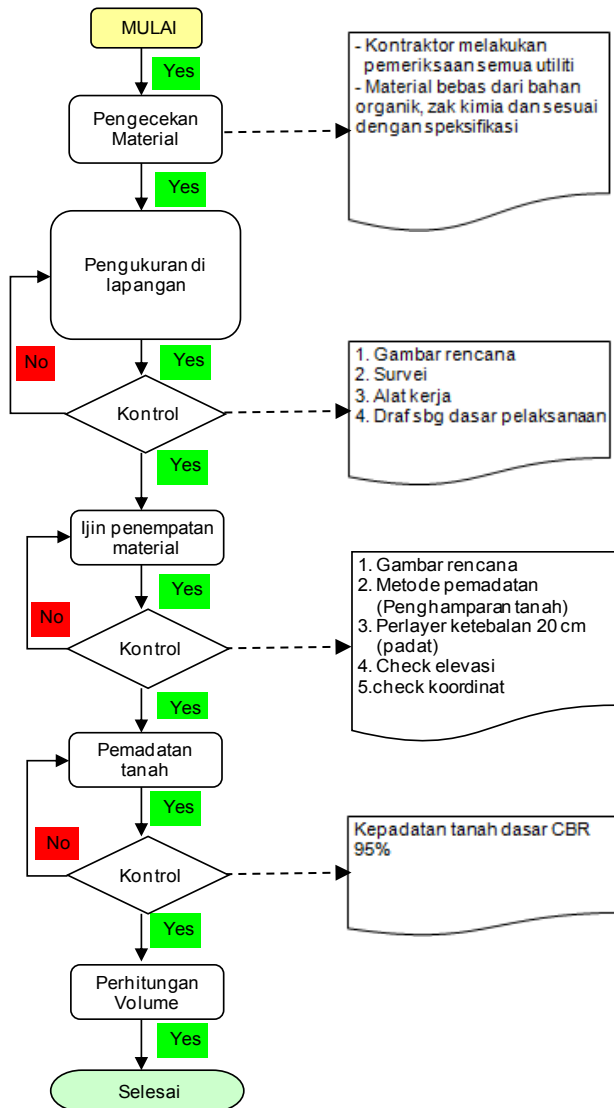 MULAI
Yes
Pengecekan
Material
- Kontraktor melakukan
pemeriksaan semua utiliti
- Material bebas dari bahan
organik, zak kimia dan sesuai
dengan speksifikasi
Yes
Pengukuran di
lapangan
No
Yes
Kontrol
1. Gambar rencana
2. Survei
3. Alat kerja
4. Draf sbg dasar pelaksanaan
Yes
Ijin penempatan
material
No
Yes
Kontrol
1. Gambar rencana
2. Metode pemadatan
(Penghamparan tanah)
3. Perlayer ketebalan 20 cm
(padat)
4. Check elevasi
5.check koordinat
Yes
Pemadatan
tanah
No
Yes
Kontrol
Kepadatan tanah dasar CBR
95%
Yes
Perhitungan
Volume
Yes
Selesai